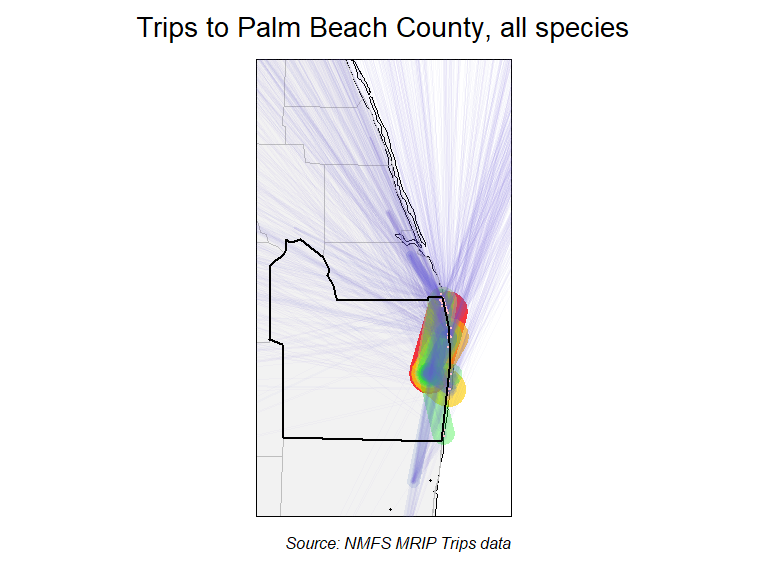 Trips to Palm Beach County, all species
Source: NMFS MRIP Trips data